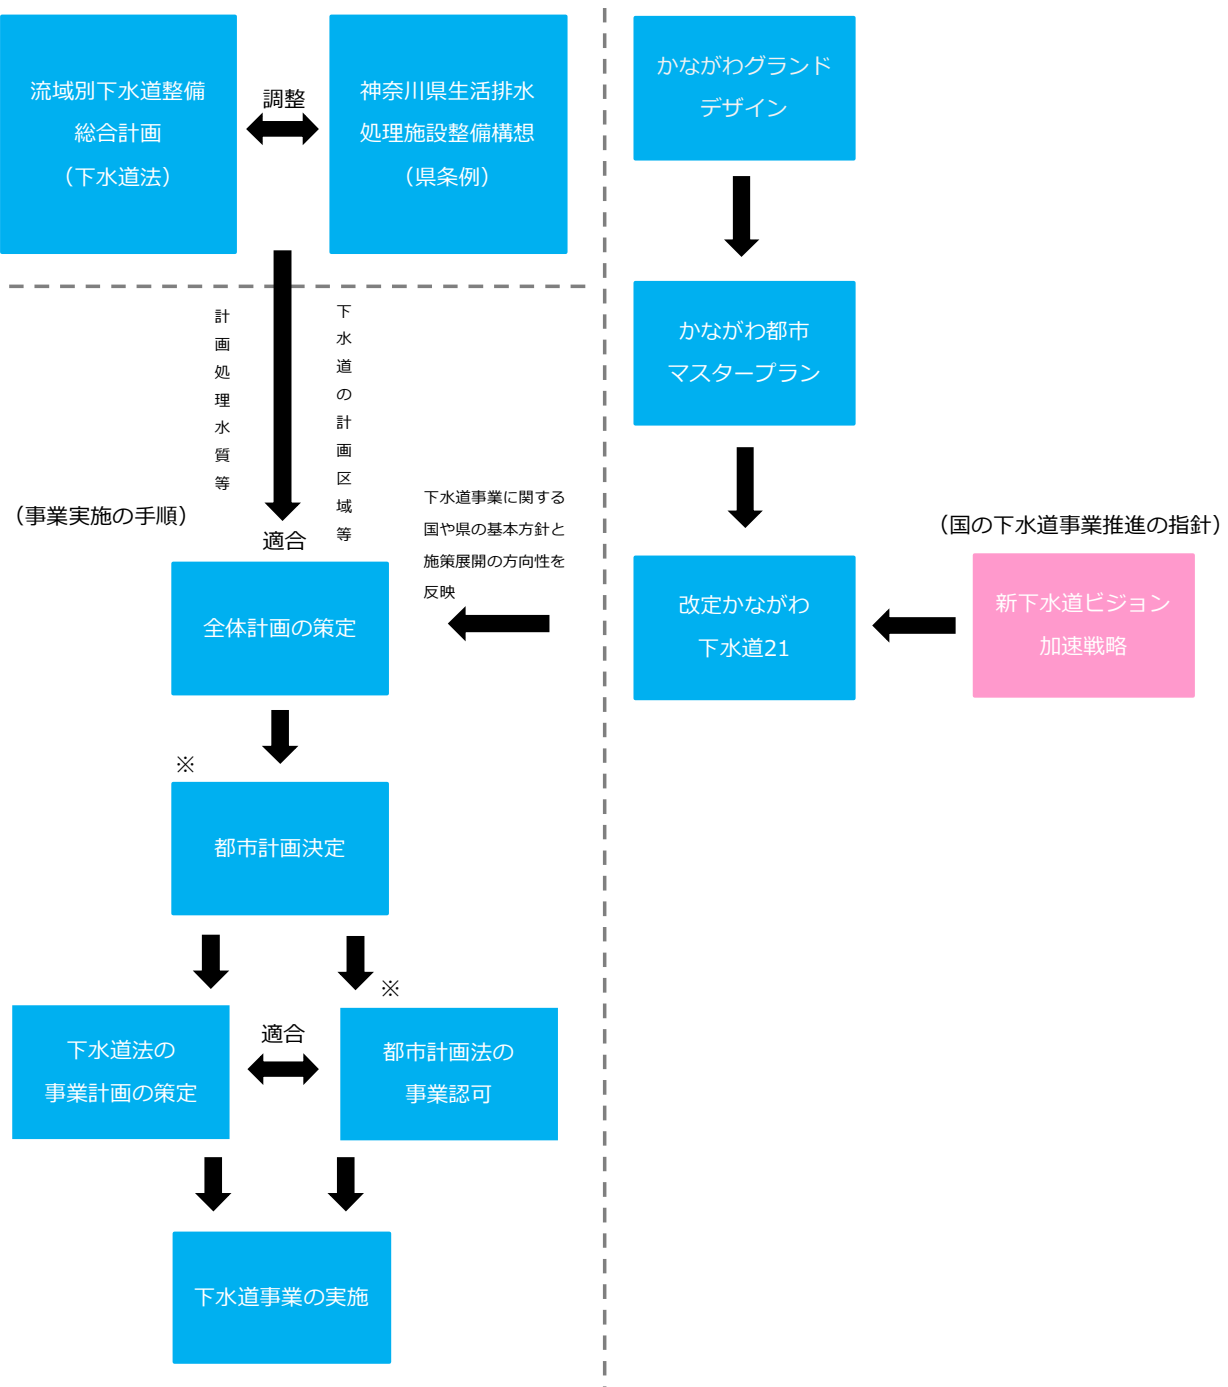 流域別下水道整備
総合計画
（下水道法）
調整
神奈川県生活排水
処理施設整備構想
（県条例）
計画処理水質等
下水道の計画区域等
（事業実施の手順）
適合
下水道事業に関する
国や県の基本方針と
施策展開の方向性を
反映
全体計画の策定
※
都市計画決定
※
下水道法の
事業計画の策定
適合
都市計画法の
事業認可
下水道事業の実施
かながわグランド
デザイン
かながわ都市
マスタープラン
改定かながわ
下水道21
（国の下水道事業推進の指針）
新下水道ビジョン
加速戦略